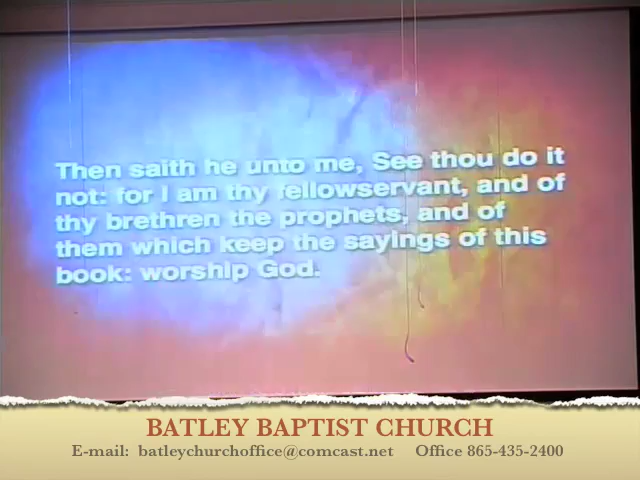 Then saith he unto me, See thou do it
not: for I am thy fellowservant, and of
thy brethren the prophets, and of
them which keep the sayings of this
book: worship God.
BATLEY BAPTIST CHURCH
E-mail: batleychurchoffice@comcast.net Office 865-435-2400